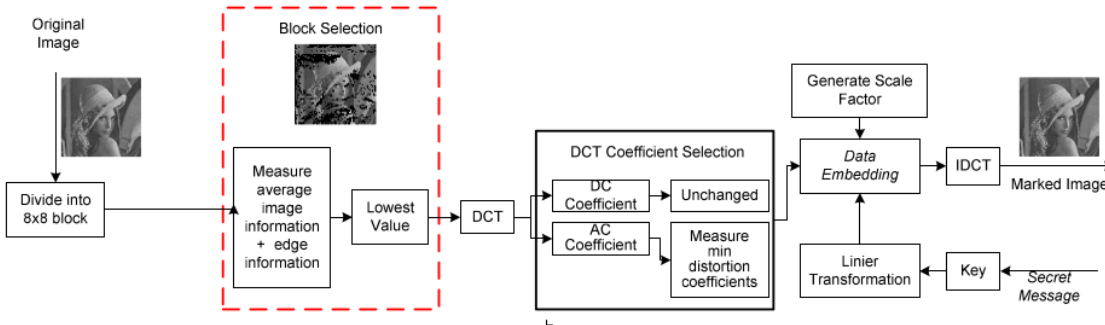 Original
Image
Divide into
8x8 block
Block Selection
Measure
average
image
information
+ edge
information
Lowest
Value
DCT
DCT Coefficient Selection
DC
Coefficient
Unchanged
AC
Coefficient
Measure
min
distortion
coefficients
Generate Scale
Factor
Data
Embedding
IDCT
Marked Image
Linier
Transformation
Key
Secret
Message